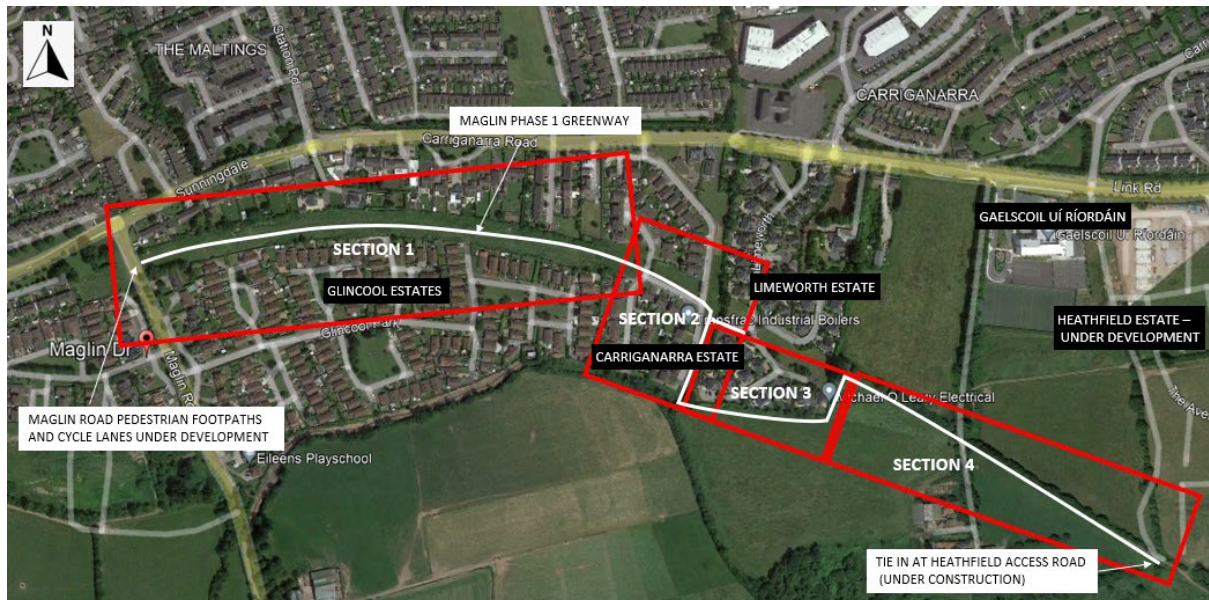 N
THE MALTINGS
Station Rd
CARRIGANARRA
MAGLIN PHASE 1 GREENWAY
Carriganarra Road
Sunningdale
Link Rd
GAELSCOIL UÍ RÍORDÁIN
Gaelscoil U. Ríordáin
SECTION 1
GLINCOOL ESTATES
Limeworth
LIMEWORTH ESTATE
SECTION 2
Industrial Boilers
HEATHFIELD ESTATE –
UNDER DEVELOPMENT
Glincool Park
Maglin Dr
CARRIGANARRA ESTATE
SECTION 3
Michael O Leary Electrical
MAGLIN ROAD PEDESTRIAN FOOTPATHS
AND CYCLE LANES UNDER DEVELOPMENT
Eileens Playschool
SECTION 4
TIE IN AT HEATHFIELD ACCESS ROAD
(UNDER CONSTRUCTION)